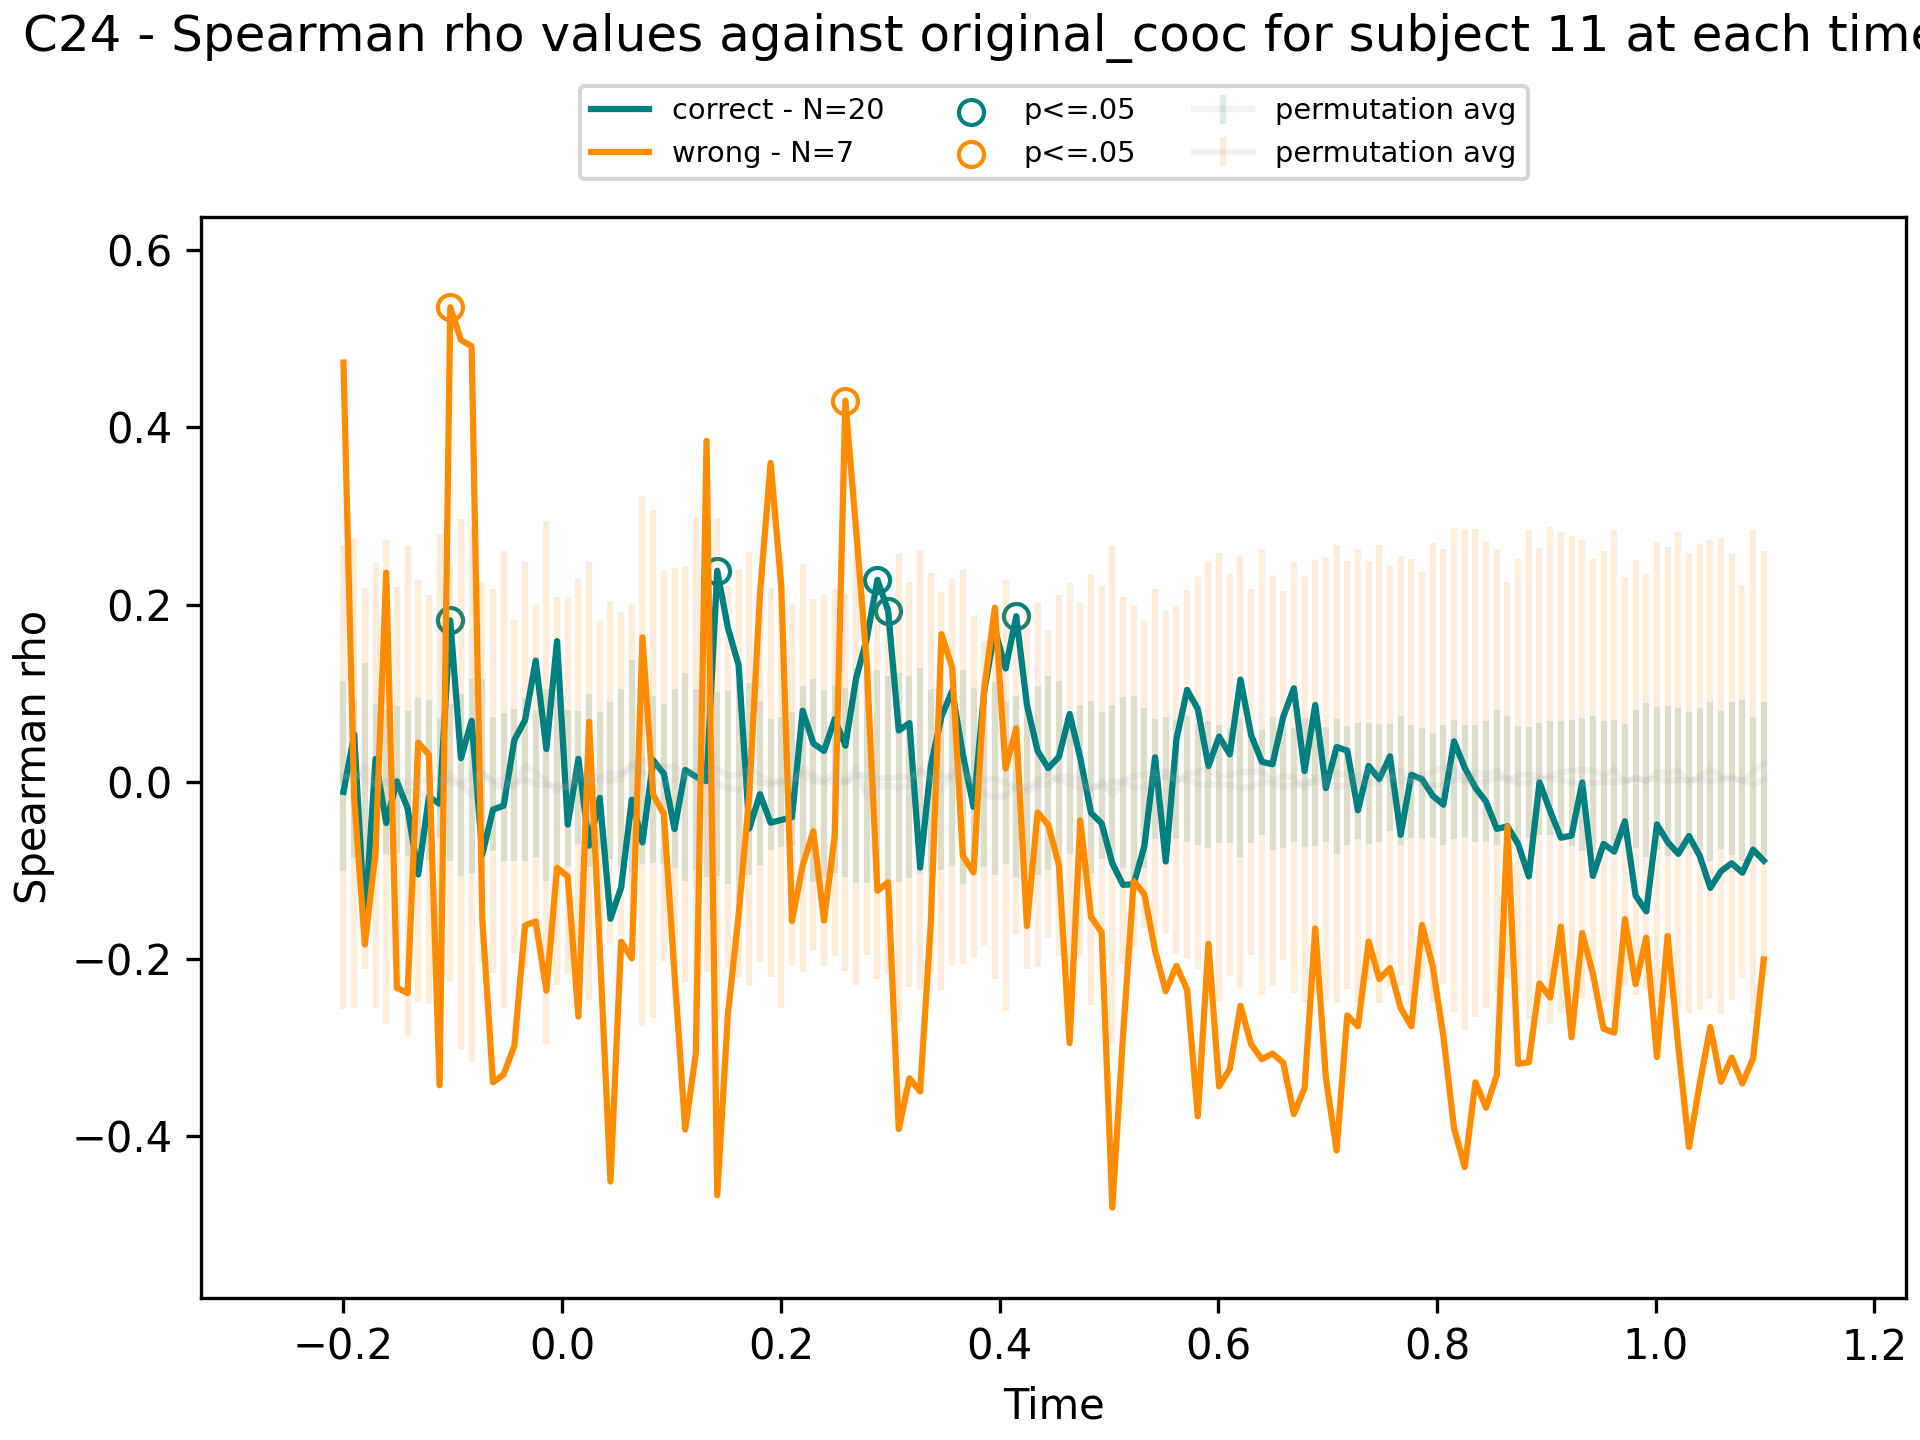 C24 - Spearman rho values against original_cooc for subject 11 at each time
correct - N=20
wrong - N=7
p<=.05
p<=.05
permutation avg
permutation avg
Spearman rho
0.6
0.4
0.2
0.0
−0.2
−0.4
−0.2
0.0
0.2
0.4
0.6
0.8
1.0
1.2
Time